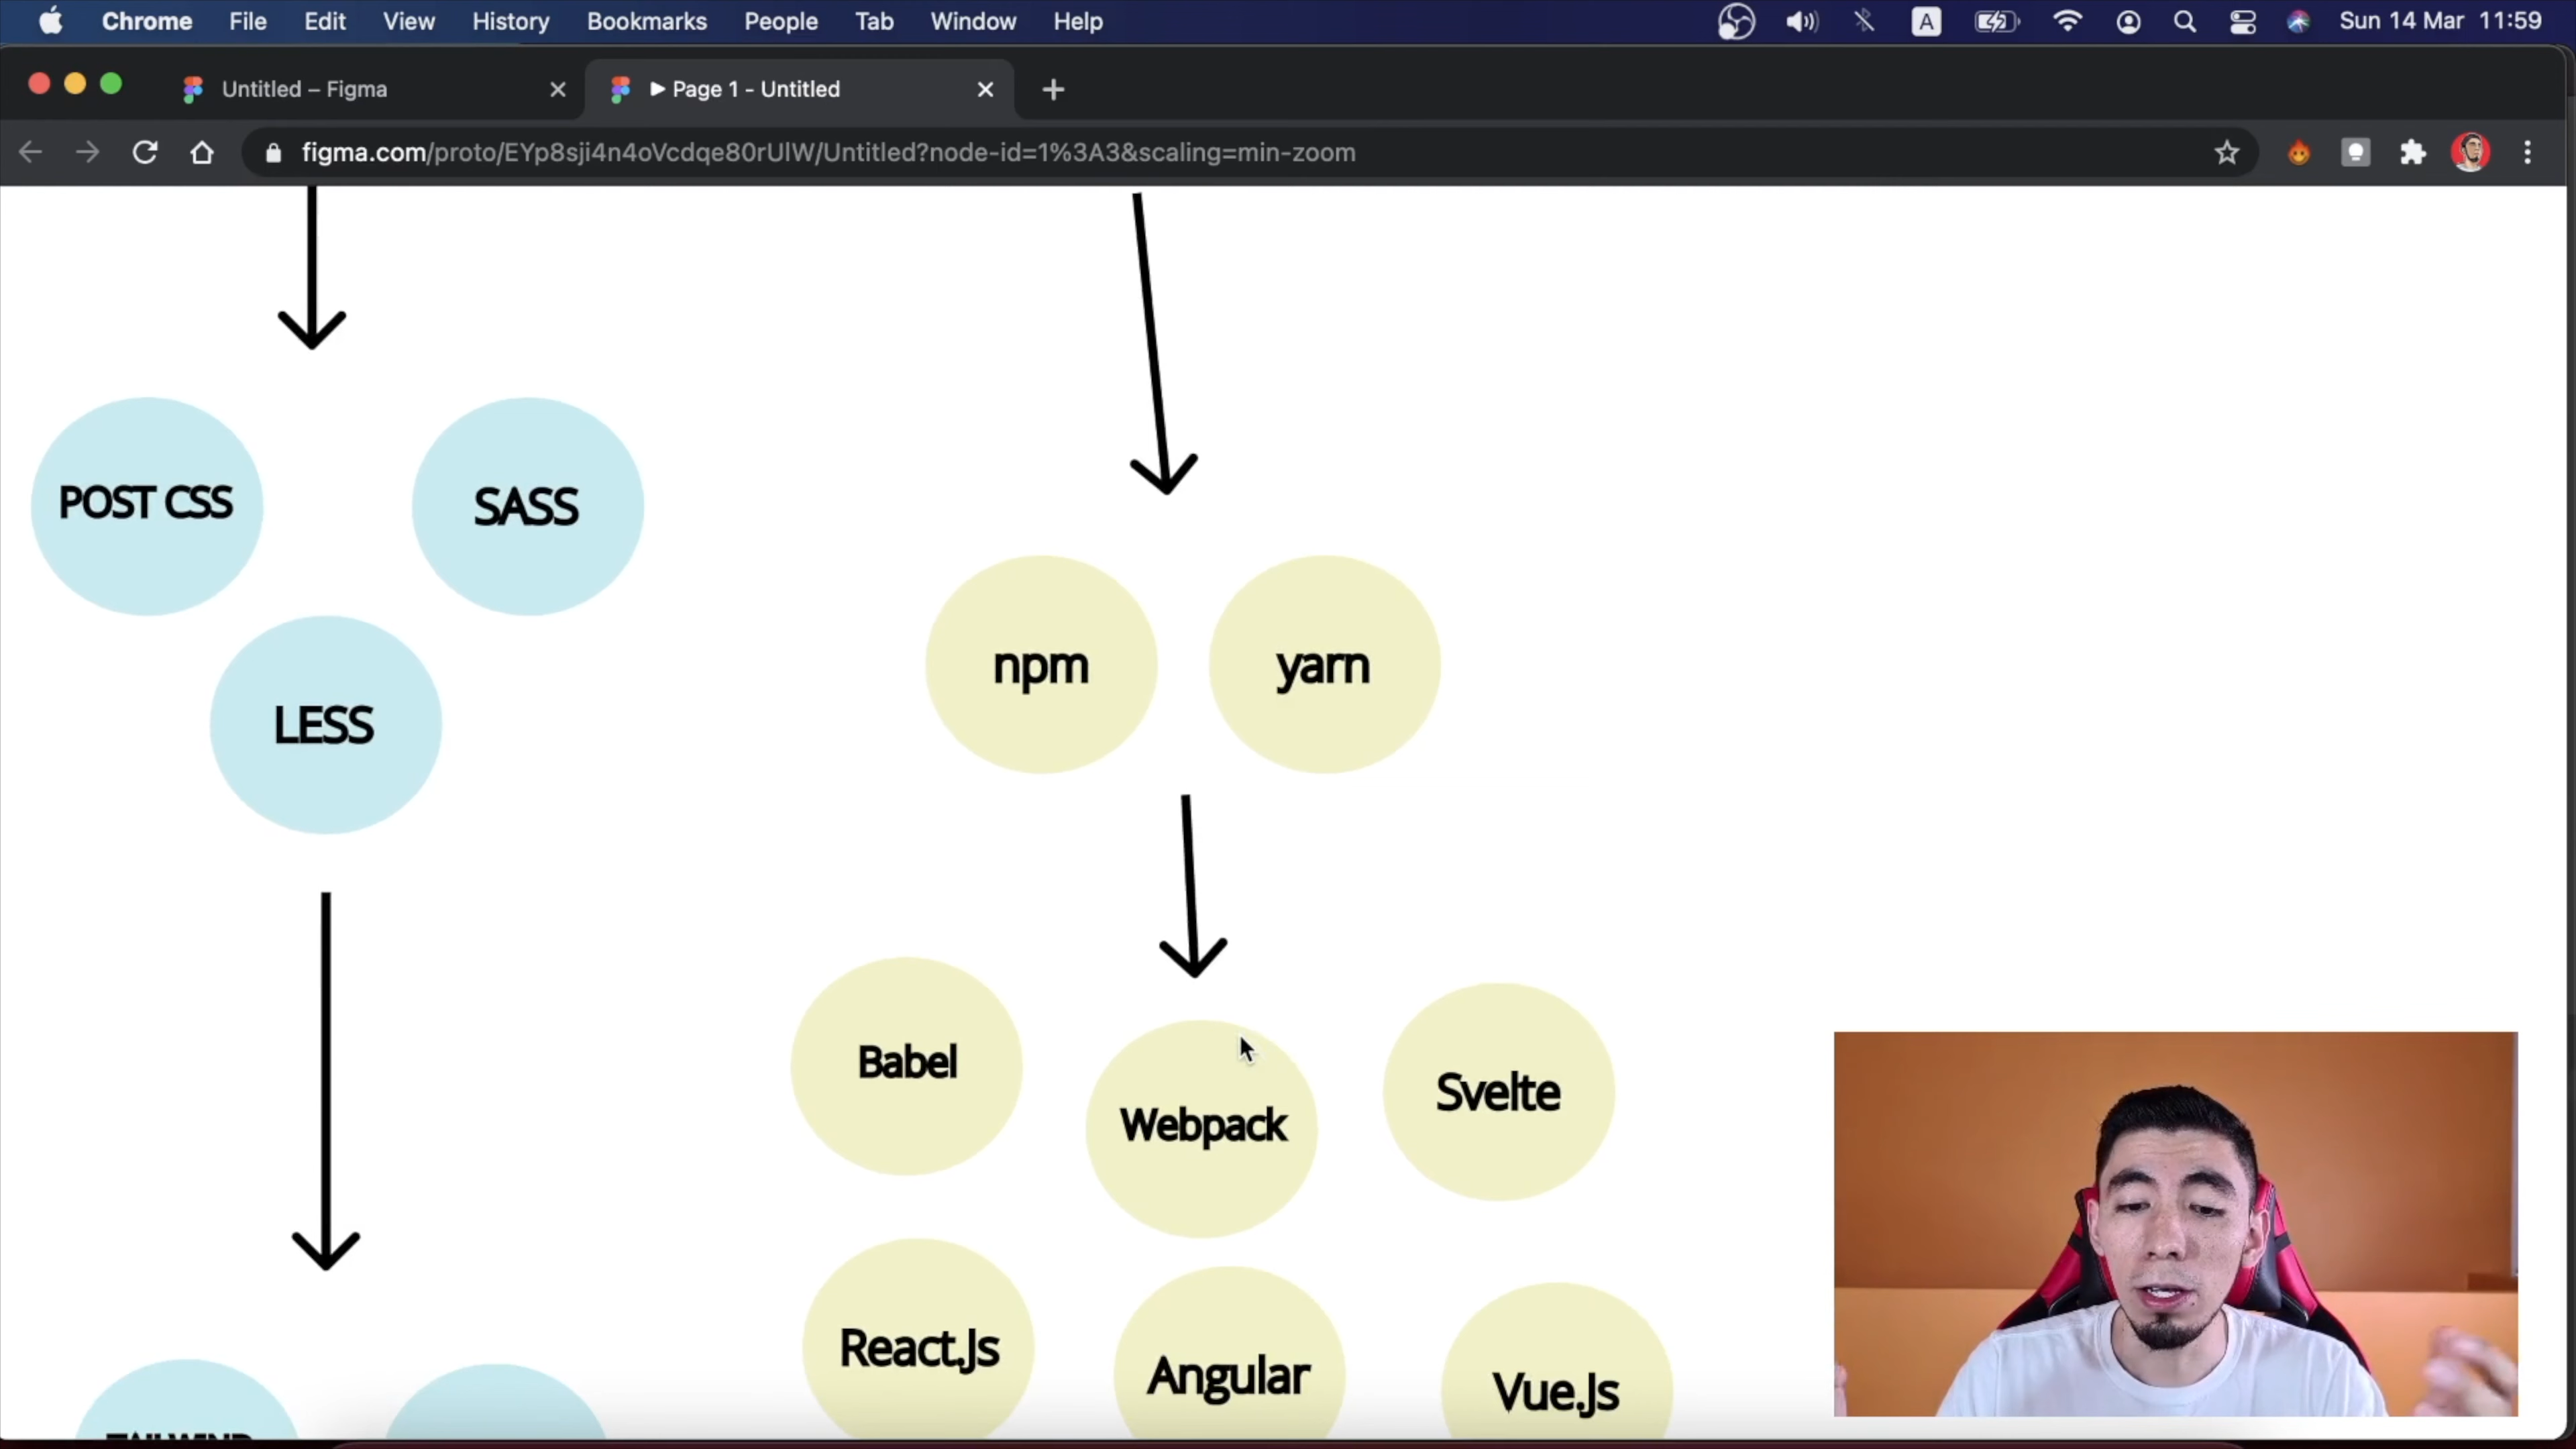 Chrome File Edit View History Bookmarks People Tab Window Help
A
Sun 14 Mar 11:59
Untitled – Figma
Page 1 - Untitled
figma.com/proto/EYp8sji4n4oVcdqe80rUlW/Untitled?node-id=1%3A3&scaling=min-zoom
POST CSS
SASS
LESS
npm
yarn
Babel
Webpack
Svelte
React.Js
Angular
Vue.Js
TAILWIND